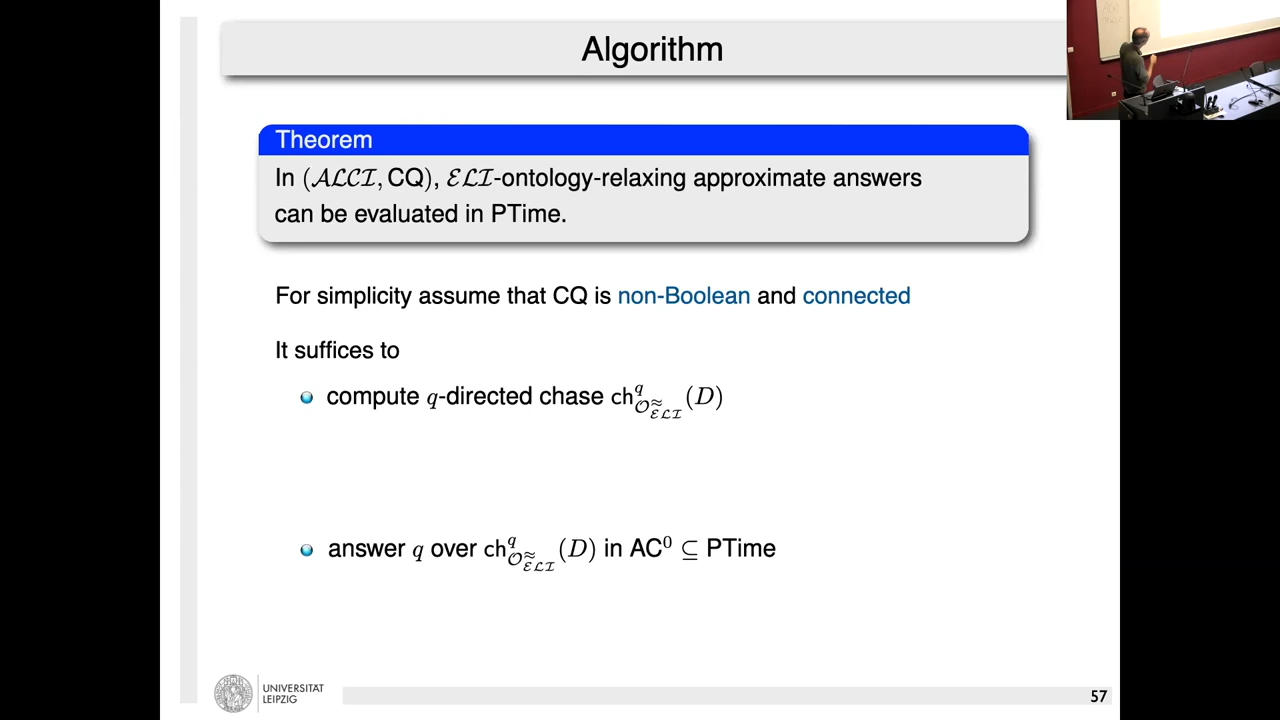 Algorithm
Theorem
In (𝒜ℒ𝒞ℐ, CQ), ℰℒℐ-ontology-relaxing approximate answers
can be evaluated in PTime.
For simplicity assume that CQ is non-Boolean and connected
It suffices to
compute q-directed chase ch^q_{𝒪^≈_{ℰℒℐ}}(D)
answer q over ch^q_{𝒪^≈_{ℰℒℐ}}(D) in AC⁰ ⊆ PTime
UNIVERSITÄT
LEIPZIG
57